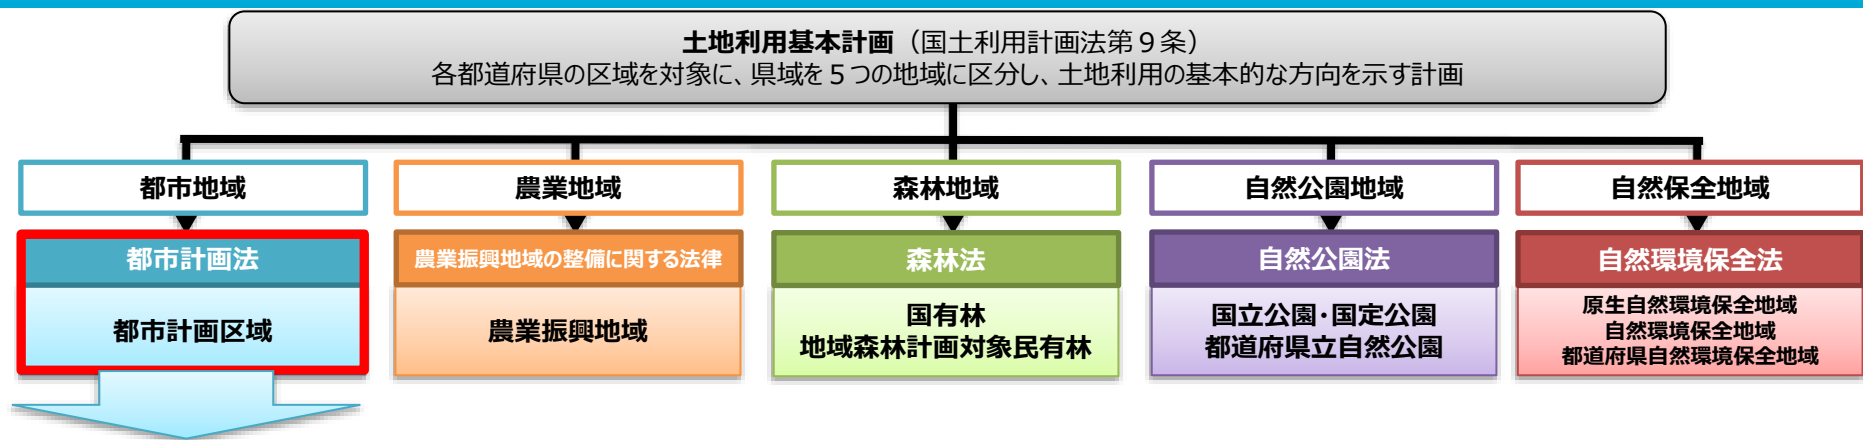 土地利用基本計画（国土利用計画法第９条）
各都道府県の区域を対象に、県域を５つの地域に区分し、土地利用の基本的な方向を示す計画
都市地域
農業地域
森林地域
自然公園地域
自然保全地域
都市計画法
農業振興地域の整備に関する法律
森林法
自然公園法
自然環境保全法
都市計画区域
農業振興地域
国有林
地域森林計画対象民有林
国立公園・国定公園
都道府県立自然公園
原生自然環境保全地域
自然環境保全地域
都道府県自然環境保全地域